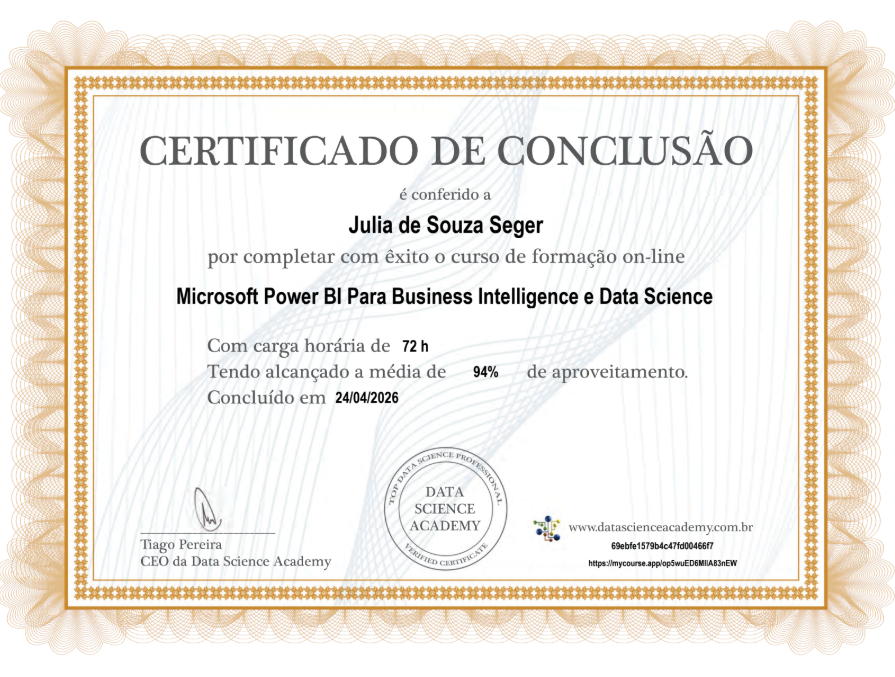 CERTIFICADO DE CONCLUSÃO
é conferido a
Julia de Souza Seger
por completar com êxito o curso de formação on-line
Microsoft Power BI Para Business Intelligence e Data Science
Com carga horária de 72 h
Tendo alcançado a média de 94% de aproveitamento.
Concluído em 24/04/2026
TOP DATA SCIENCE PROFESSIONAL
DATA
SCIENCE
ACADEMY
VERIFIED CERTIFICATE
Tiago Pereira
CEO da Data Science Academy
www.datascienceacademy.com.br
69ebfe1579b4c47fd00466f7
https://mycourse.app/op5wuED6MIIA83nEW